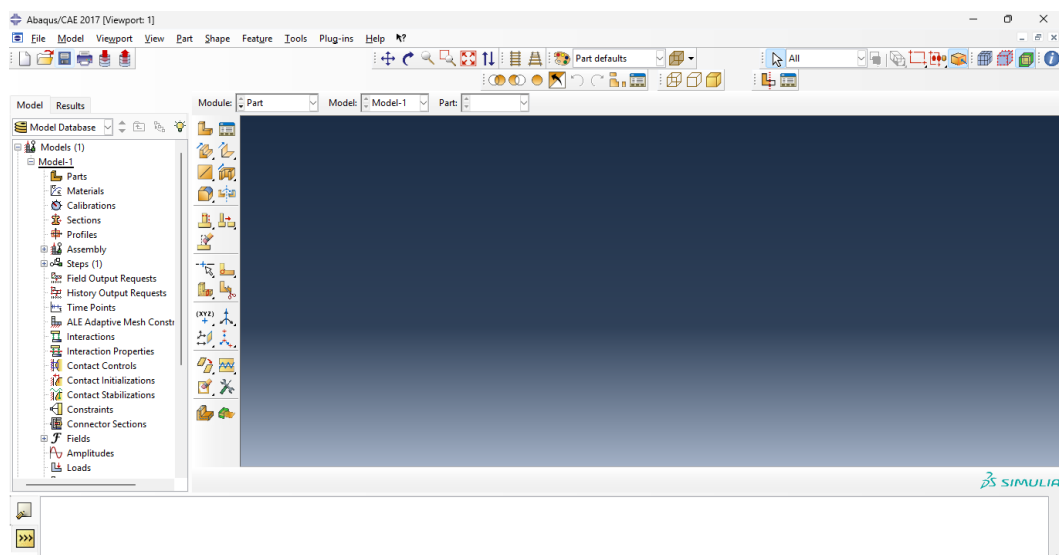 Abaqus/CAE 2017 [Viewport: 1]
File Model Viewport View Part Shape Feature Tools Plug-ins Help
Part defaults
All
Model Results
Module: Part Model: Model-1 Part:
Model Database
Models (1)
Model-1
Parts
Materials
Calibrations
Sections
Profiles
Assembly
Steps (1)
Field Output Requests
History Output Requests
Time Points
ALE Adaptive Mesh Constr
Interactions
Interaction Properties
Contact Controls
Contact Initializations
Contact Stabilizations
Constraints
Connector Sections
Fields
Amplitudes
Loads
(XYZ)
SIMULIA
>>>